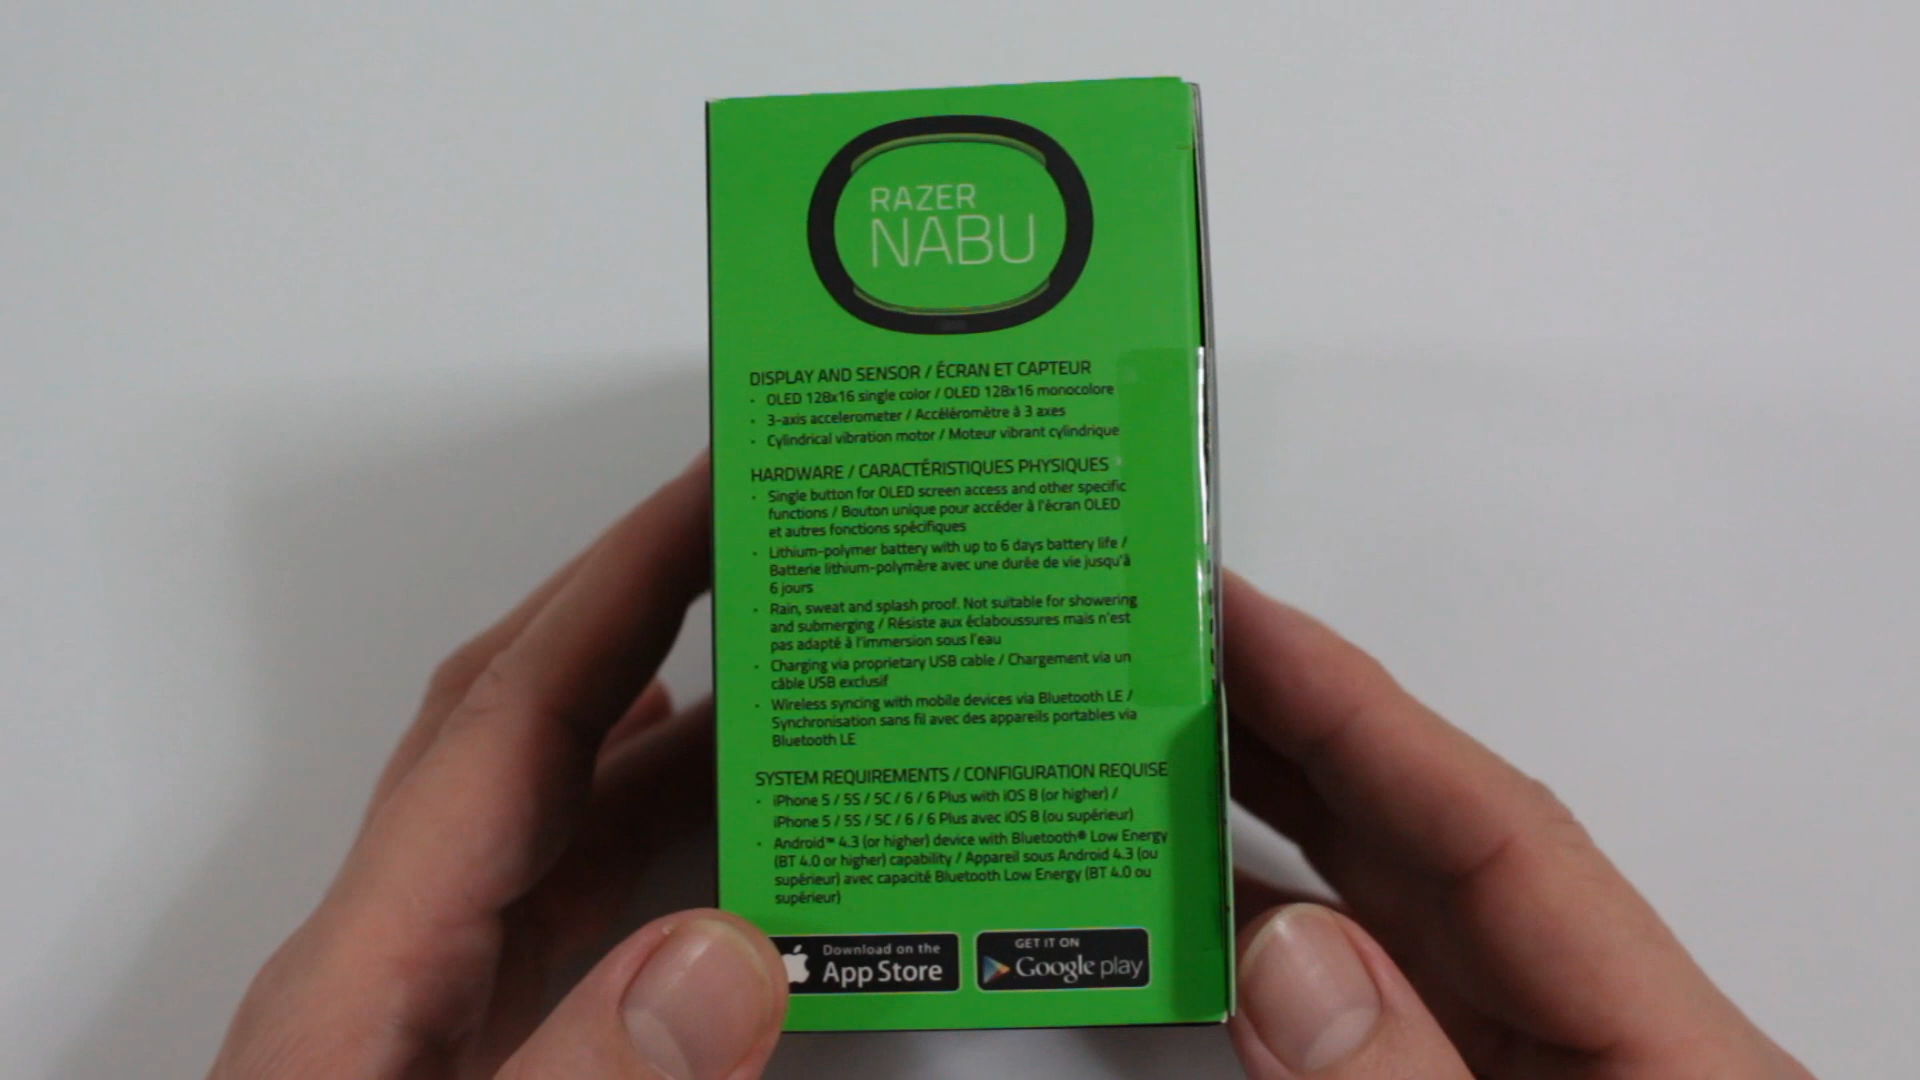 RAZER
NABU
DISPLAY AND SENSOR / ÉCRAN ET CAPTEUR
· OLED 128x16 single color / OLED 128x16 monocolore
· 3-axis accelerometer / Accéléromètre à 3 axes
· Cylindrical vibration motor / Moteur vibrant cylindrique
HARDWARE / CARACTÉRISTIQUES PHYSIQUES
· Single button for OLED screen access and other specific
functions / Bouton unique pour accéder à l'écran OLED
et autres fonctions spécifiques
· Lithium-polymer battery with up to 6 days battery life /
Batterie lithium-polymère avec une durée de vie jusqu'à
6 jours
· Rain, sweat and splash proof. Not suitable for showering
and submerging / Résiste aux éclaboussures mais n'est
pas adapté à l'immersion sous l'eau
· Charging via proprietary USB cable / Chargement via un
câble USB exclusif
· Wireless syncing with mobile devices via Bluetooth LE /
Synchronisation sans fil avec des appareils portables via
Bluetooth LE
SYSTEM REQUIREMENTS / CONFIGURATION REQUISE
· iPhone 5 / 5S / 5C / 6 / 6 Plus with iOS 8 (or higher) /
iPhone 5 / 5S / 5C / 6 / 6 Plus avec iOS 8 (ou supérieur)
· Android™ 4.3 (or higher) device with Bluetooth® Low Energy
(BT 4.0 or higher) capability / Appareil sous Android 4.3 (ou
supérieur) avec capacité Bluetooth Low Energy (BT 4.0 ou
supérieur)
Download on the
App Store
GET IT ON
Google play